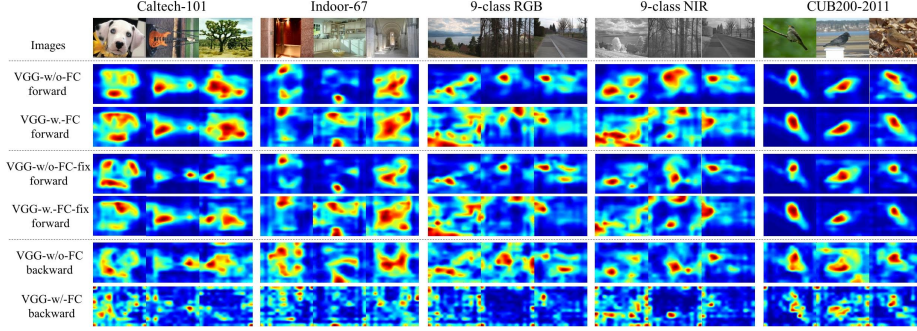 Caltech-101 Indoor-67 9-class RGB 9-class NIR CUB200-2011
Images
VGG-w/o-FC
forward
VGG-w.-FC
forward
VGG-w/o-FC-fix
forward
VGG-w.-FC-fix
forward
VGG-w/o-FC
backward
VGG-w/-FC
backward